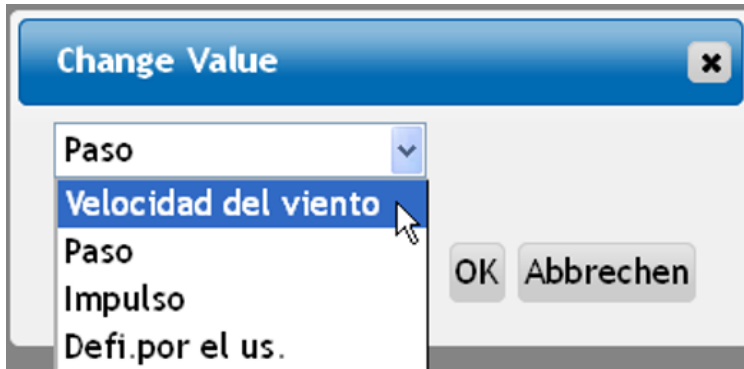 Change Value
Paso
Velocidad del viento
Paso
Impulso
Defi.por el us.
OK Abbrechen